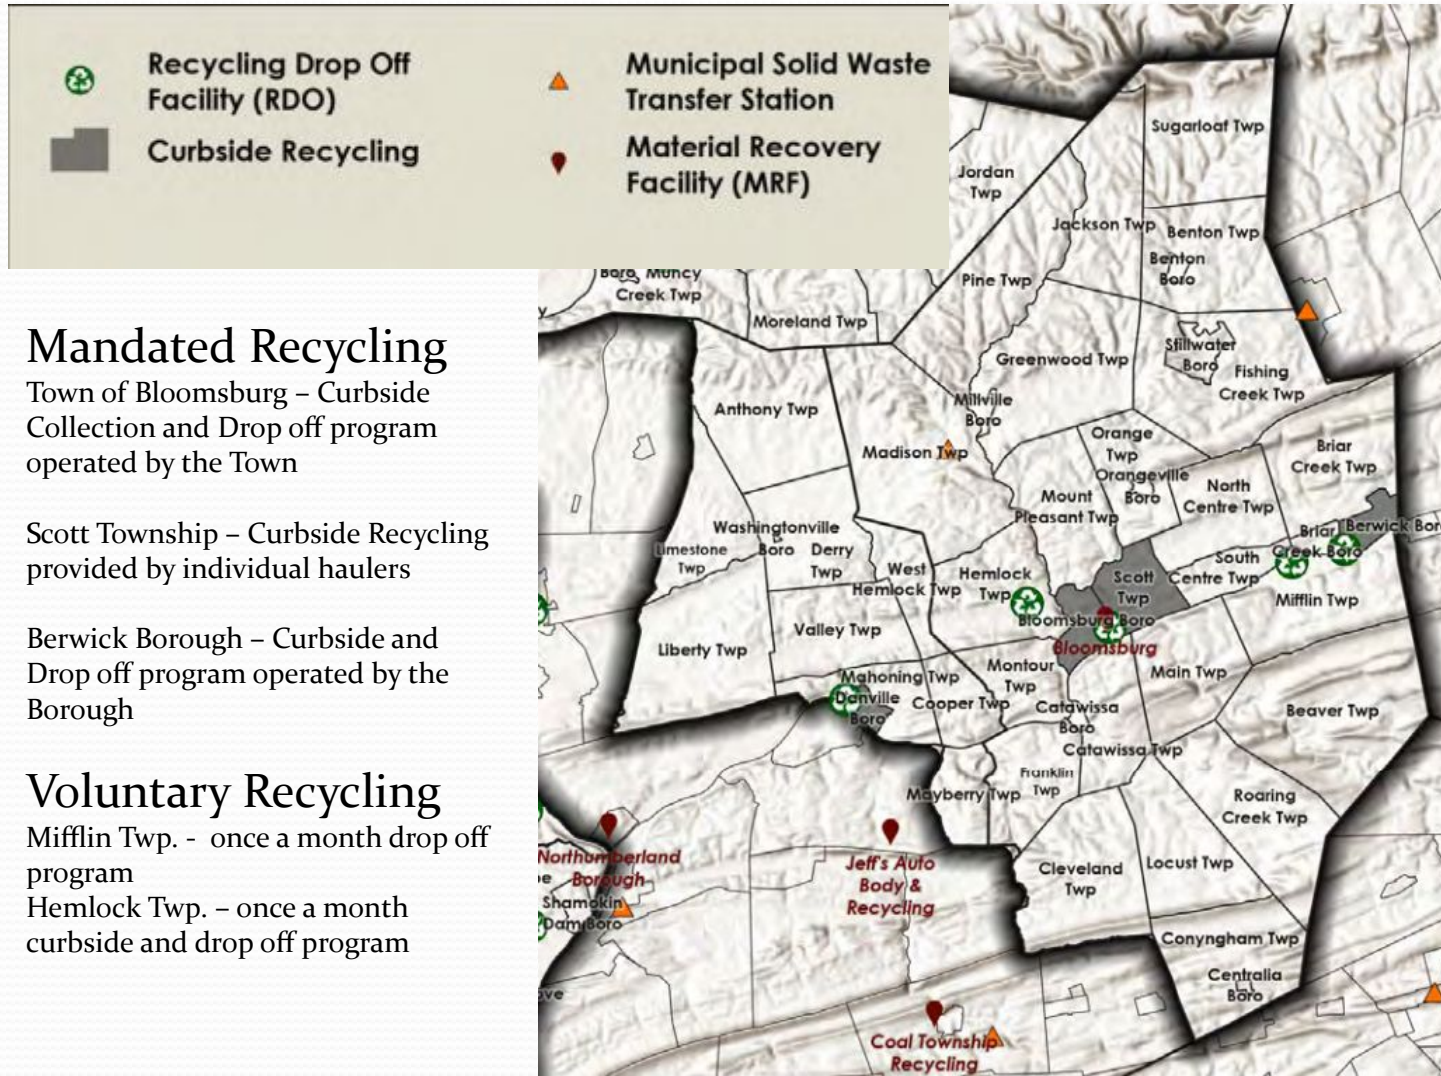 Recycling Drop Off
Facility (RDO)
Curbside Recycling
Municipal Solid Waste
Transfer Station
Material Recovery
Facility (MRF)
Mandated Recycling
Town of Bloomsburg – Curbside
Collection and Drop off program
operated by the Town
Scott Township – Curbside Recycling
provided by individual haulers
Berwick Borough – Curbside and
Drop off program operated by the
Borough
Voluntary Recycling
Mifflin Twp. - once a month drop off
program
Hemlock Twp. – once a month
curbside and drop off program
Sugarloaf Twp
Jordan
Twp
Jackson Twp
Benton Twp
Benton
Boro
Pine Twp
Boro Muncy
Creek Twp
Moreland Twp
Stillwater
Boro
Greenwood Twp
Fishing
Creek Twp
Millville
Boro
Anthony Twp
Madison Twp
Orange
Twp
Orangeville
Boro
Briar
Creek Twp
North
Centre Twp
Mount
Pleasant Twp
Washingtonville
Boro
Derry
Twp
Limestone
Twp
West
Hemlock Twp
Hemlock
Twp
Scott
Twp
South
Centre Twp
Briar
Creek Boro
Berwick Bor
Mifflin Twp
Bloomsburg Boro
Bloomsburg
Liberty Twp
Valley Twp
Mahoning Twp
Danville
Boro
Cooper Twp
Montour
Twp
Main Twp
Catawissa
Boro
Beaver Twp
Catawissa Twp
Franklin
Twp
Mayberry Twp
Roaring
Creek Twp
Northumberland
Borough
Jeff's Auto
Body &
Recycling
Cleveland
Twp
Locust Twp
Shamokin
Dam Boro
Conyngham Twp
Centralia
Boro
Coal Township
Recycling